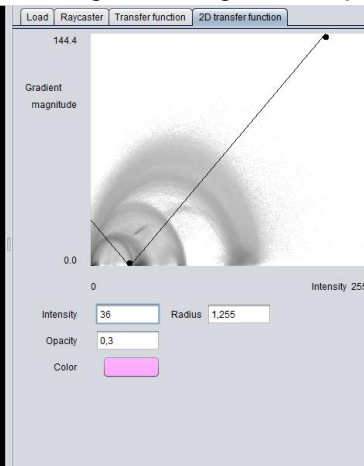 Load Raycaster Transfer function 2D transfer function
144.4
Gradient
magnitude
0.0
0 Intensity 255
Intensity 36 Radius 1,255
Opacity 0,3
Color